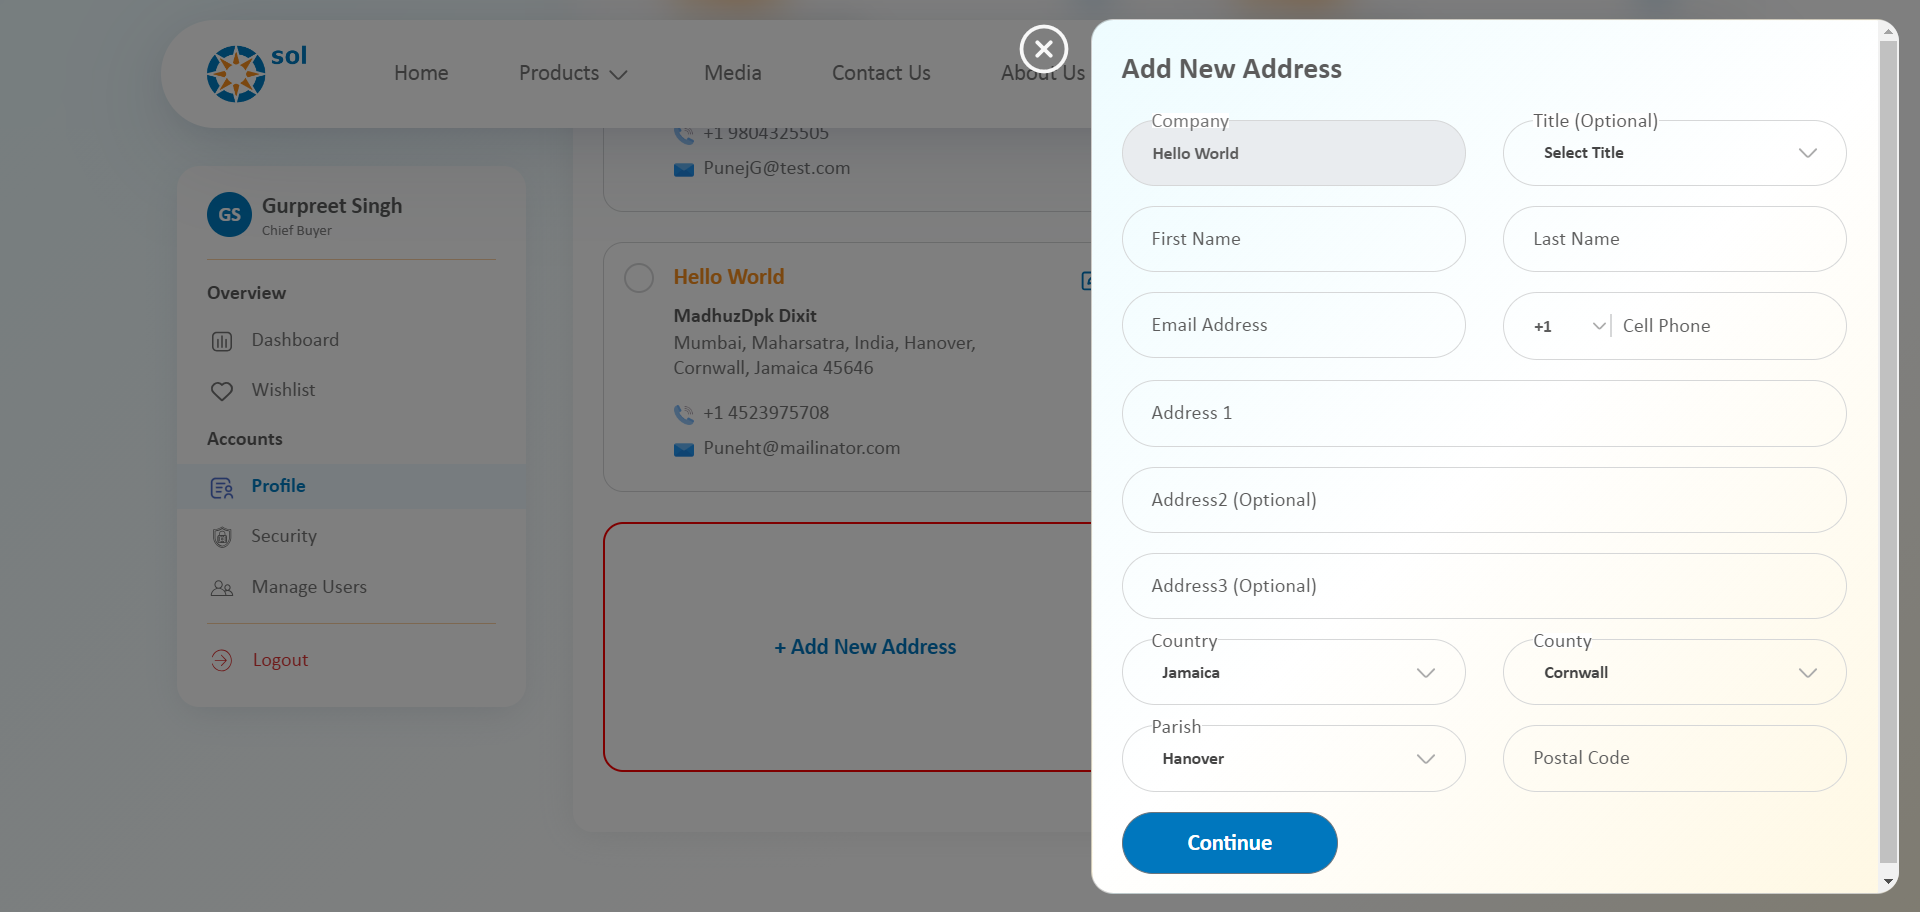 sol
Home
Products
Media
Contact Us
About Us
+1 9804325505
PunejG@test.com
GS
Gurpreet Singh
Chief Buyer
Overview
Dashboard
Wishlist
Accounts
Profile
Security
Manage Users
Logout
Hello World
MadhuzDpk Dixit
Mumbai, Maharsatra, India, Hanover,
Cornwall, Jamaica 45646
+1 4523975708
Puneht@mailinator.com
+ Add New Address
Add New Address
Company
Hello World
Title (Optional)
Select Title
First Name
Last Name
Email Address
+1
Cell Phone
Address 1
Address2 (Optional)
Address3 (Optional)
Country
Jamaica
County
Cornwall
Parish
Hanover
Postal Code
Continue